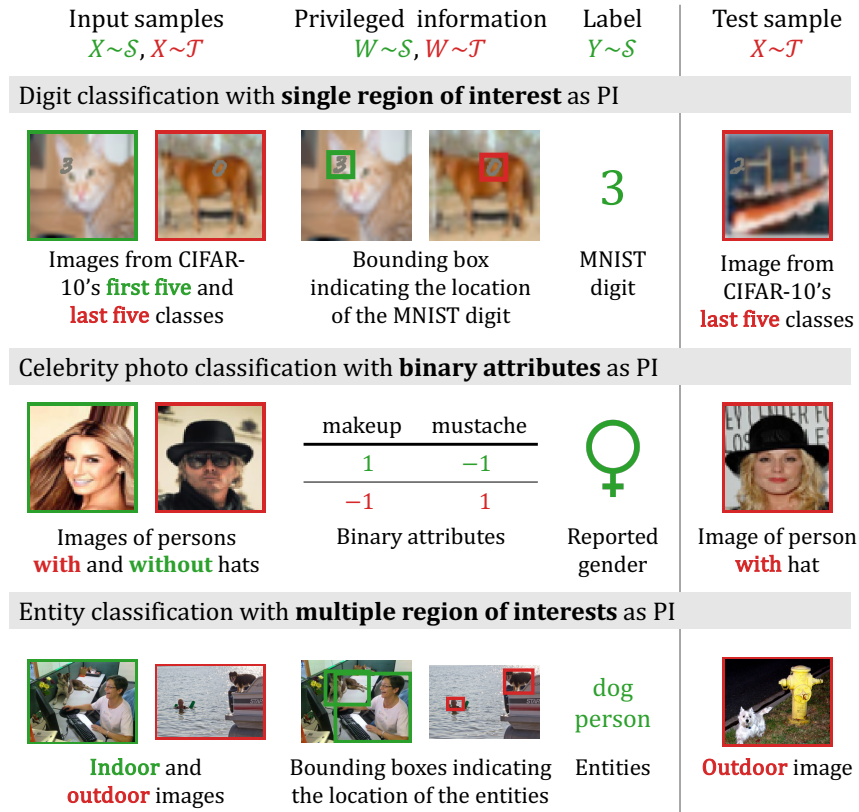 Input samples
X~S, X~T
Privileged information
W~S, W~T
Label
Y~S
Test sample
X~T
Digit classification with single region of interest as PI
3
0
3
0
3
2
Images from CIFAR-
10's first five and
last five classes
Bounding box
indicating the location
of the MNIST digit
MNIST
digit
Image from
CIFAR-10's
last five classes
Celebrity photo classification with binary attributes as PI
makeup mustache
1 −1
−1 1
Images of persons
with and without hats
Binary attributes
Reported
gender
Image of person
with hat
Entity classification with multiple region of interests as PI
dog
person
Indoor and
outdoor images
Bounding boxes indicating
the location of the entities
Entities
Outdoor image